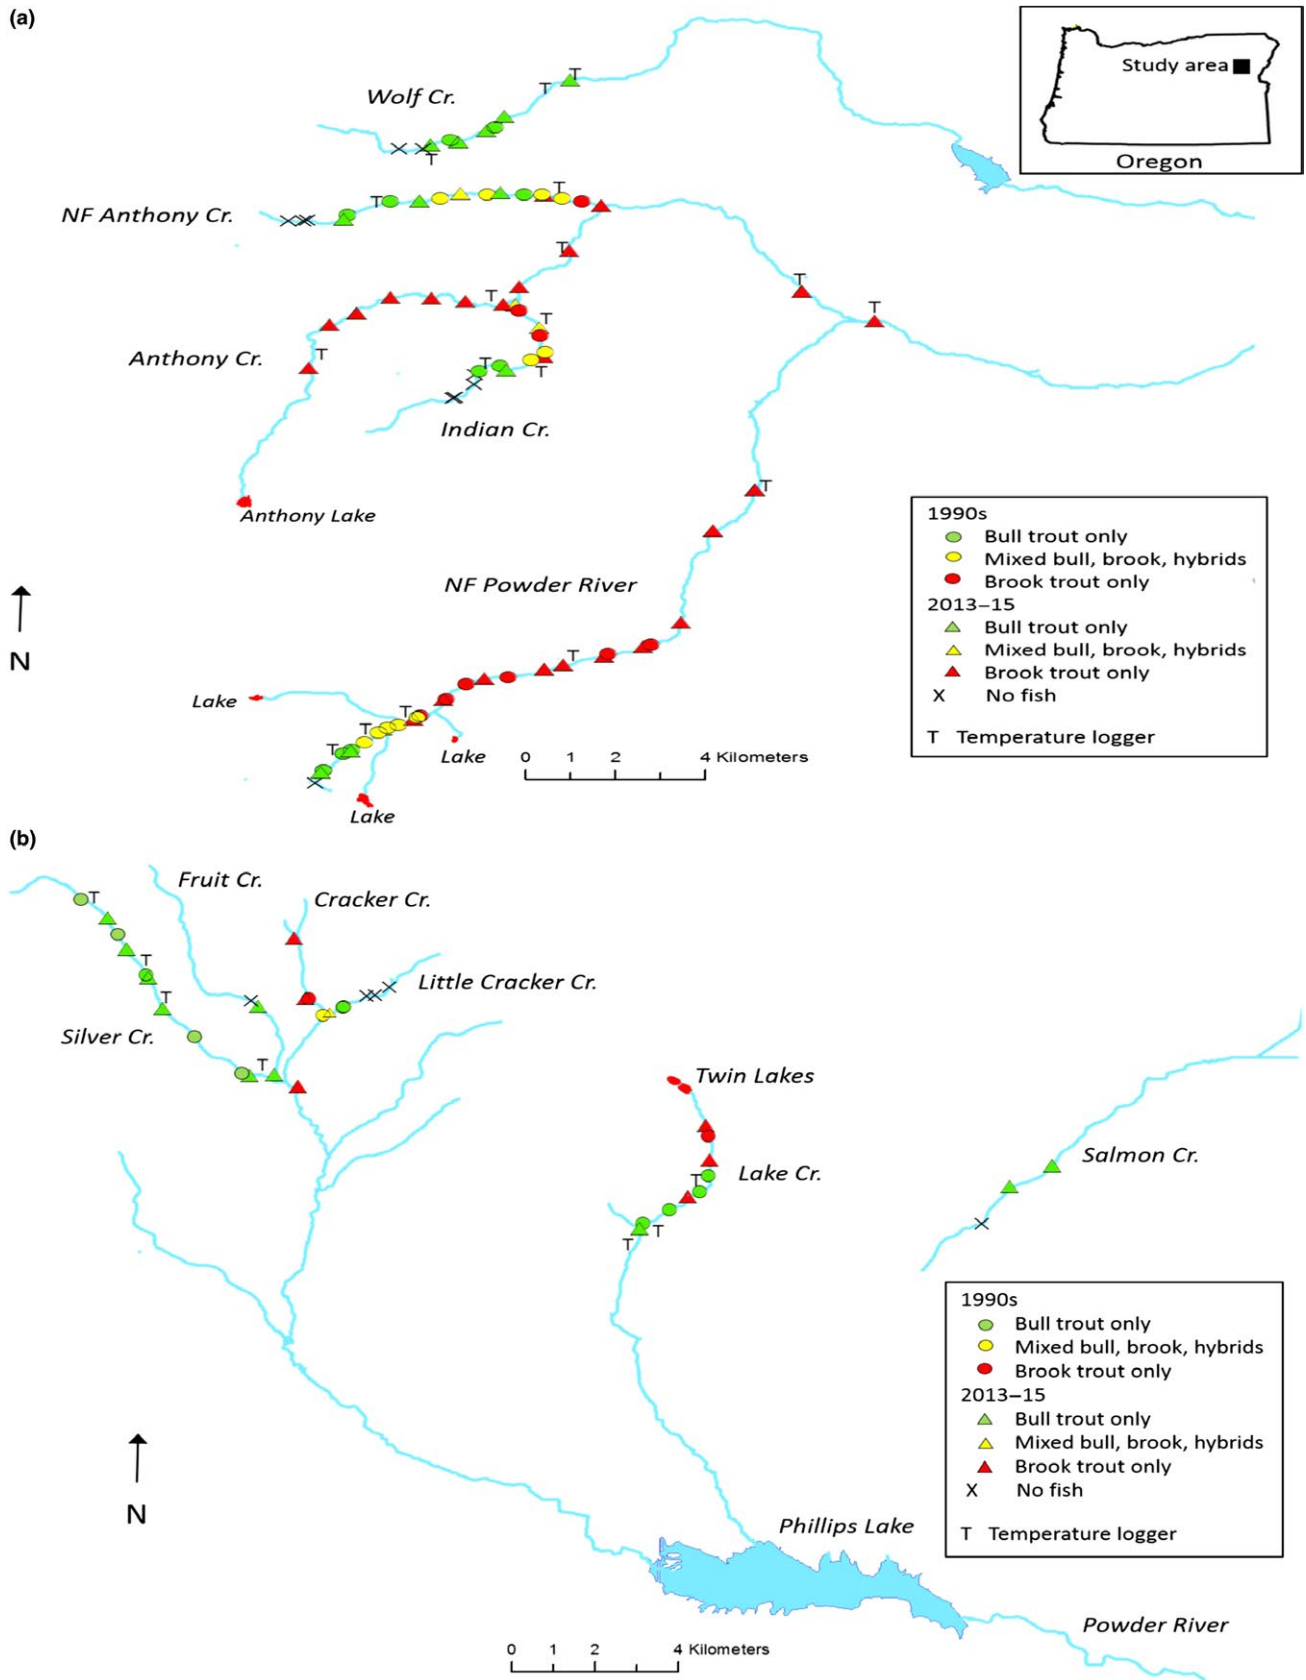 (a)
Study area
Oregon
Wolf Cr.
T
T
T
NF Anthony Cr.
T
T
T
T
T
T
T
Anthony Cr.
T
T
T
Indian Cr.
Anthony Lake
T
NF Powder River
T
Lake
T
T
T
Lake
Lake
0 1 2 4 Kilometers
N
1990s
Bull trout only
Mixed bull, brook, hybrids
Brook trout only
2013–15
Bull trout only
Mixed bull, brook, hybrids
Brook trout only
X No fish
T Temperature logger
(b)
Fruit Cr.
Cracker Cr.
T
Little Cracker Cr.
T
T
Silver Cr.
T
Twin Lakes
Lake Cr.
T
T
T
Salmon Cr.
N
1990s
Bull trout only
Mixed bull, brook, hybrids
Brook trout only
2013–15
Bull trout only
Mixed bull, brook, hybrids
Brook trout only
X No fish
T Temperature logger
Phillips Lake
Powder River
0 1 2 4 Kilometers